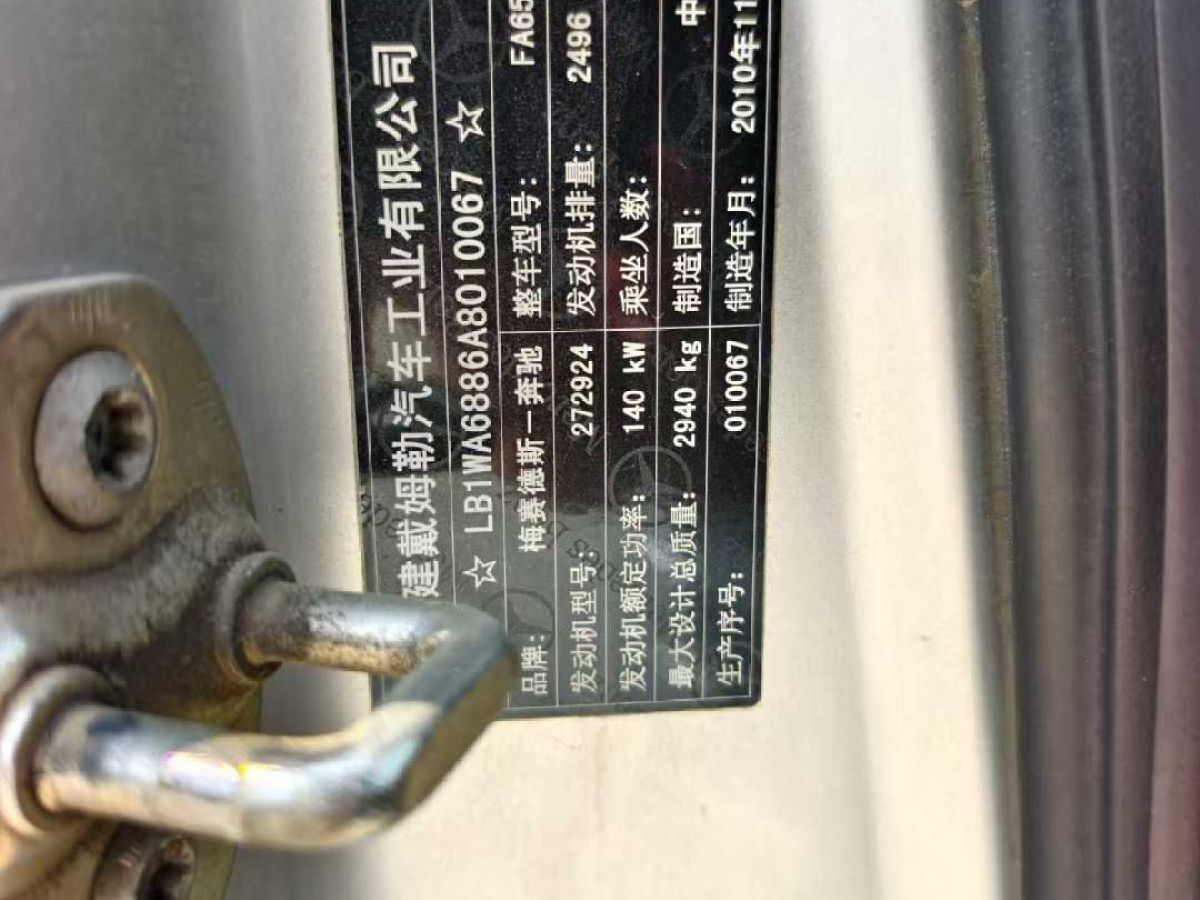 建戴姆勒汽车工业有限公司
☆ LB1WA6886A8010067 ☆
品牌: 梅赛德斯—奔驰 整车型号: FA65
发动机型号: 272924 发动机排量: 2496
发动机额定功率: 140 kW 乘坐人数:
最大设计总质量: 2940 kg 制造国: 中
生产序号: 010067 制造年月: 2010年11